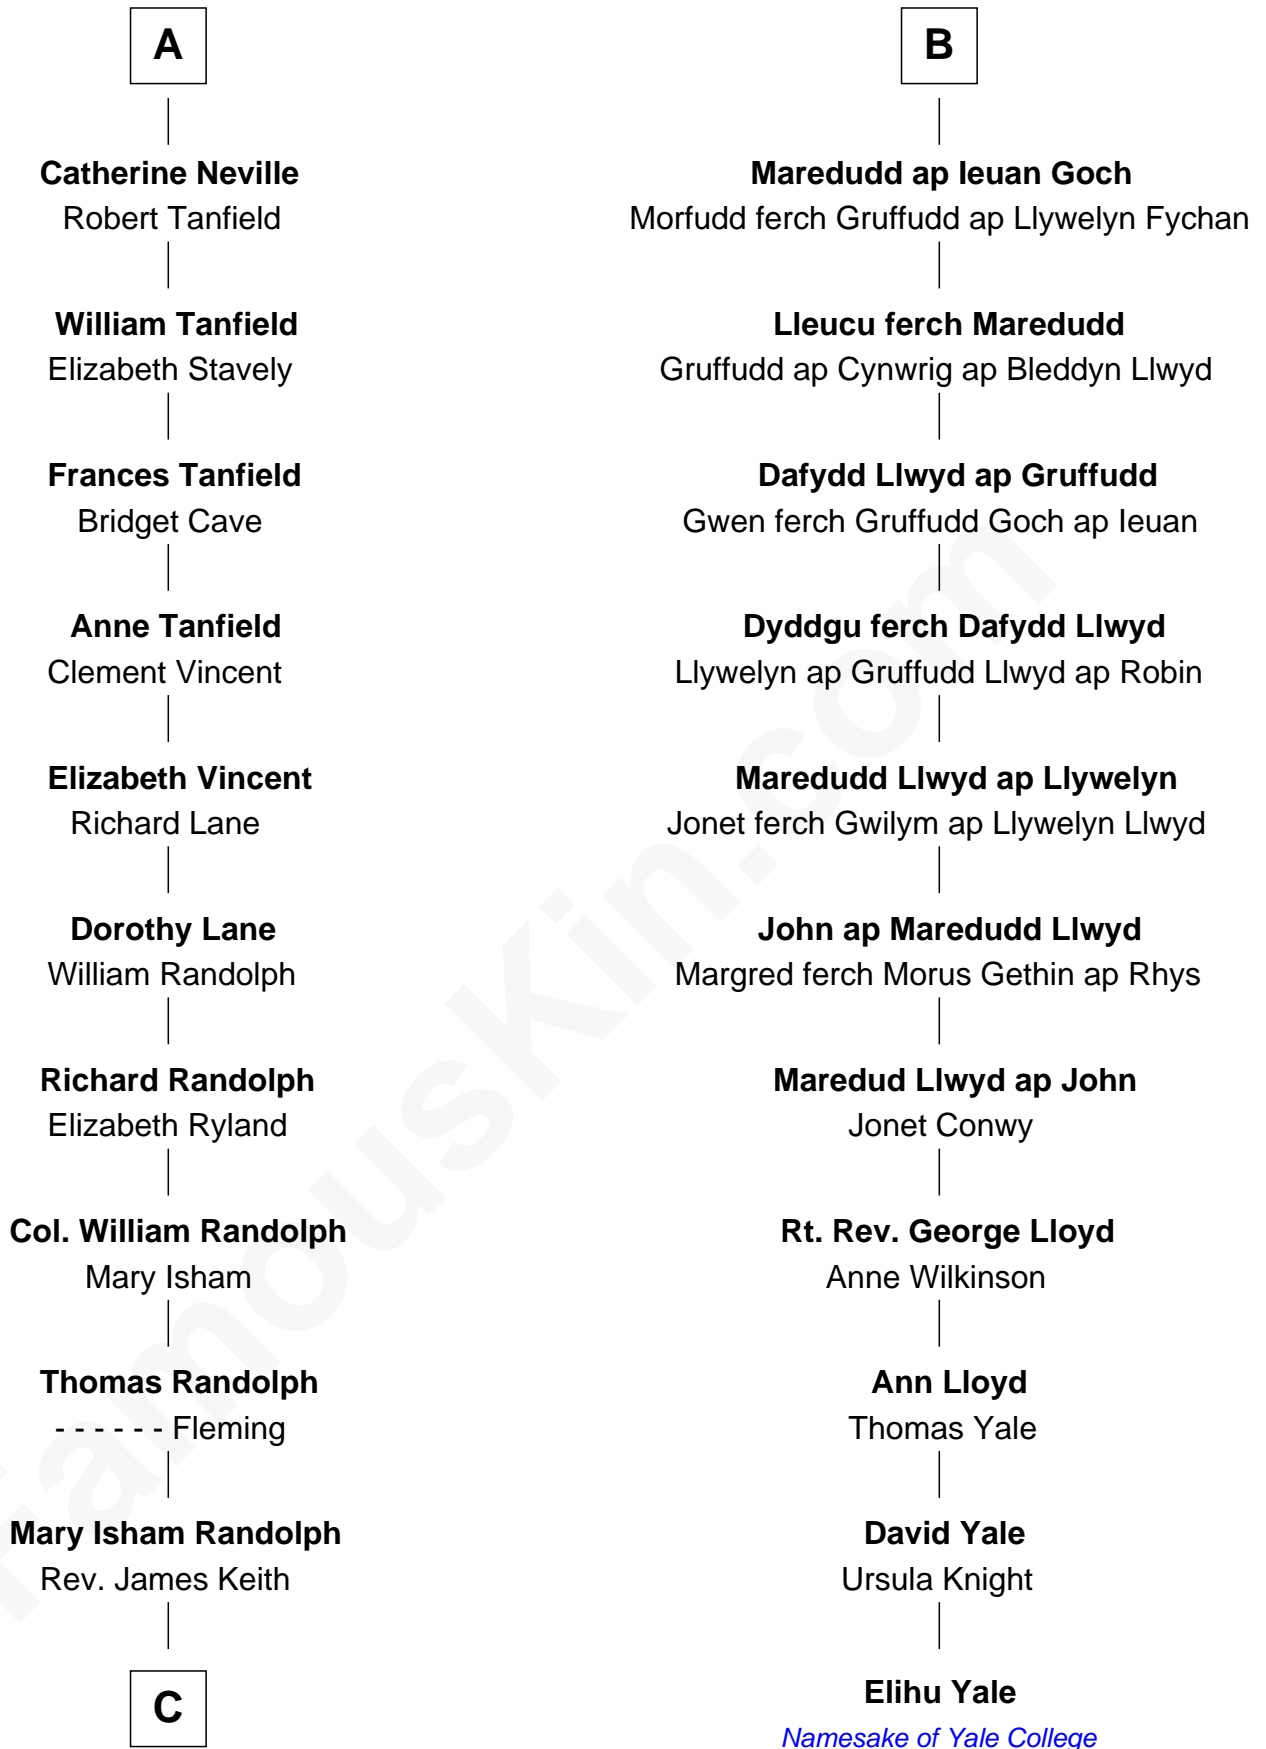 A
Catherine Neville
Robert Tanfield
William Tanfield
Elizabeth Stavely
Frances Tanfield
Bridget Cave
Anne Tanfield
Clement Vincent
Elizabeth Vincent
Richard Lane
Dorothy Lane
William Randolph
Richard Randolph
Elizabeth Ryland
Col. William Randolph
Mary Isham
Thomas Randolph
- - - - - - Fleming
Mary Isham Randolph
Rev. James Keith
C
B
Maredudd ap Ieuan Goch
Morfudd ferch Gruffudd ap Llywelyn Fychan
Lleucu ferch Maredudd
Gruffudd ap Cynwrig ap Bleddyn Llwyd
Dafydd Llwyd ap Gruffudd
Gwen ferch Gruffudd Goch ap Ieuan
Dyddgu ferch Dafydd Llwyd
Llywelyn ap Gruffudd Llwyd ap Robin
Maredudd Llwyd ap Llywelyn
Jonet ferch Gwilym ap Llywelyn Llwyd
John ap Maredudd Llwyd
Margred ferch Morus Gethin ap Rhys
Maredud Llwyd ap John
Jonet Conwy
Rt. Rev. George Lloyd
Anne Wilkinson
Ann Lloyd
Thomas Yale
David Yale
Ursula Knight
Elihu Yale
Namesake of Yale College
FamousKin.com